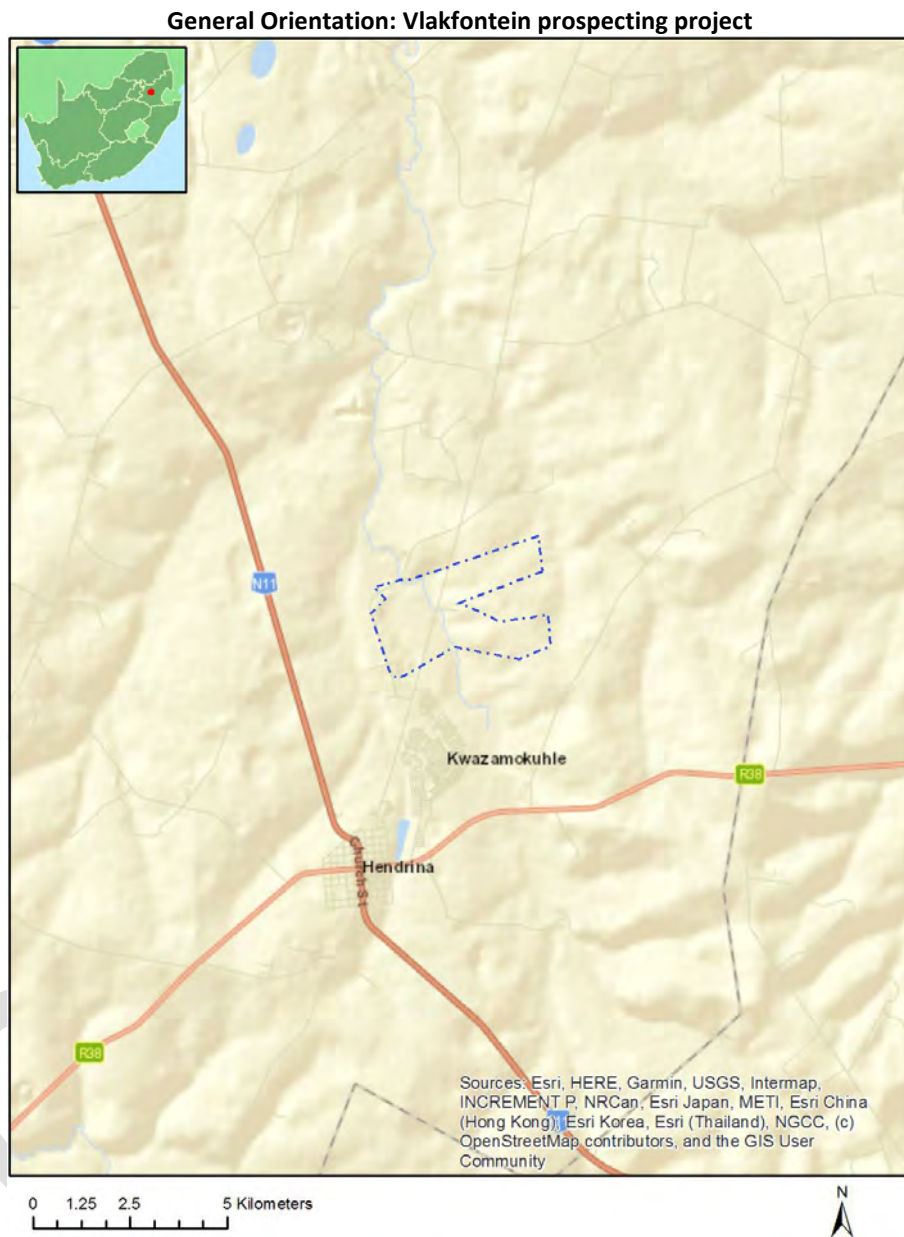 General Orientation: Vlakfontein prospecting project
N11
Kwazamokuhle
R38
Church St
Hendrina
R38
Sources: Esri, HERE, Garmin, USGS, Intermap,
INCREMENT P, NRCan, Esri Japan, METI, Esri China
(Hong Kong), Esri Korea, Esri (Thailand), NGCC, (c)
OpenStreetMap contributors, and the GIS User
Community
0 1.25 2.5 5 Kilometers
N